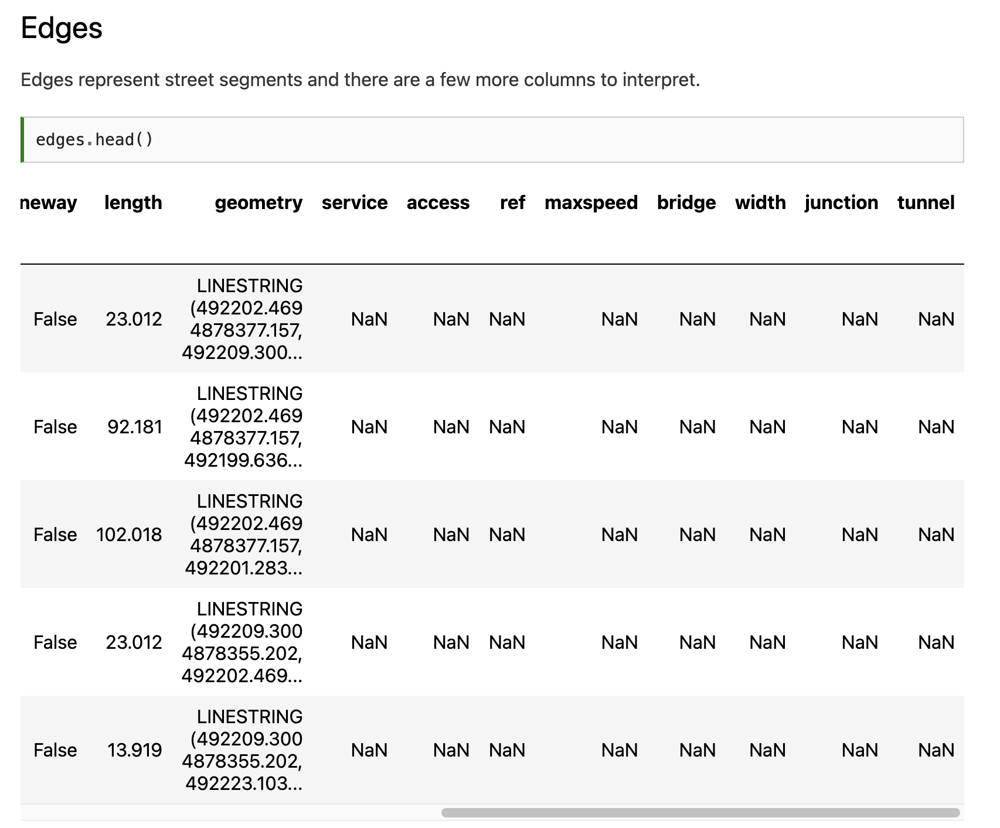 Edges
Edges represent street segments and there are a few more columns to interpret.
edges.head()
neway length geometry service access ref maxspeed bridge width junction tunnel
LINESTRING
(492202.469
False 23.012 4878377.157, NaN NaN NaN NaN NaN NaN NaN NaN
492209.300...
LINESTRING
(492202.469
False 92.181 4878377.157, NaN NaN NaN NaN NaN NaN NaN NaN
492199.636...
LINESTRING
(492202.469
False 102.018 4878377.157, NaN NaN NaN NaN NaN NaN NaN NaN
492201.283...
LINESTRING
(492209.300
False 23.012 4878355.202, NaN NaN NaN NaN NaN NaN NaN NaN
492202.469...
LINESTRING
(492209.300
False 13.919 4878355.202, NaN NaN NaN NaN NaN NaN NaN NaN
492223.103...